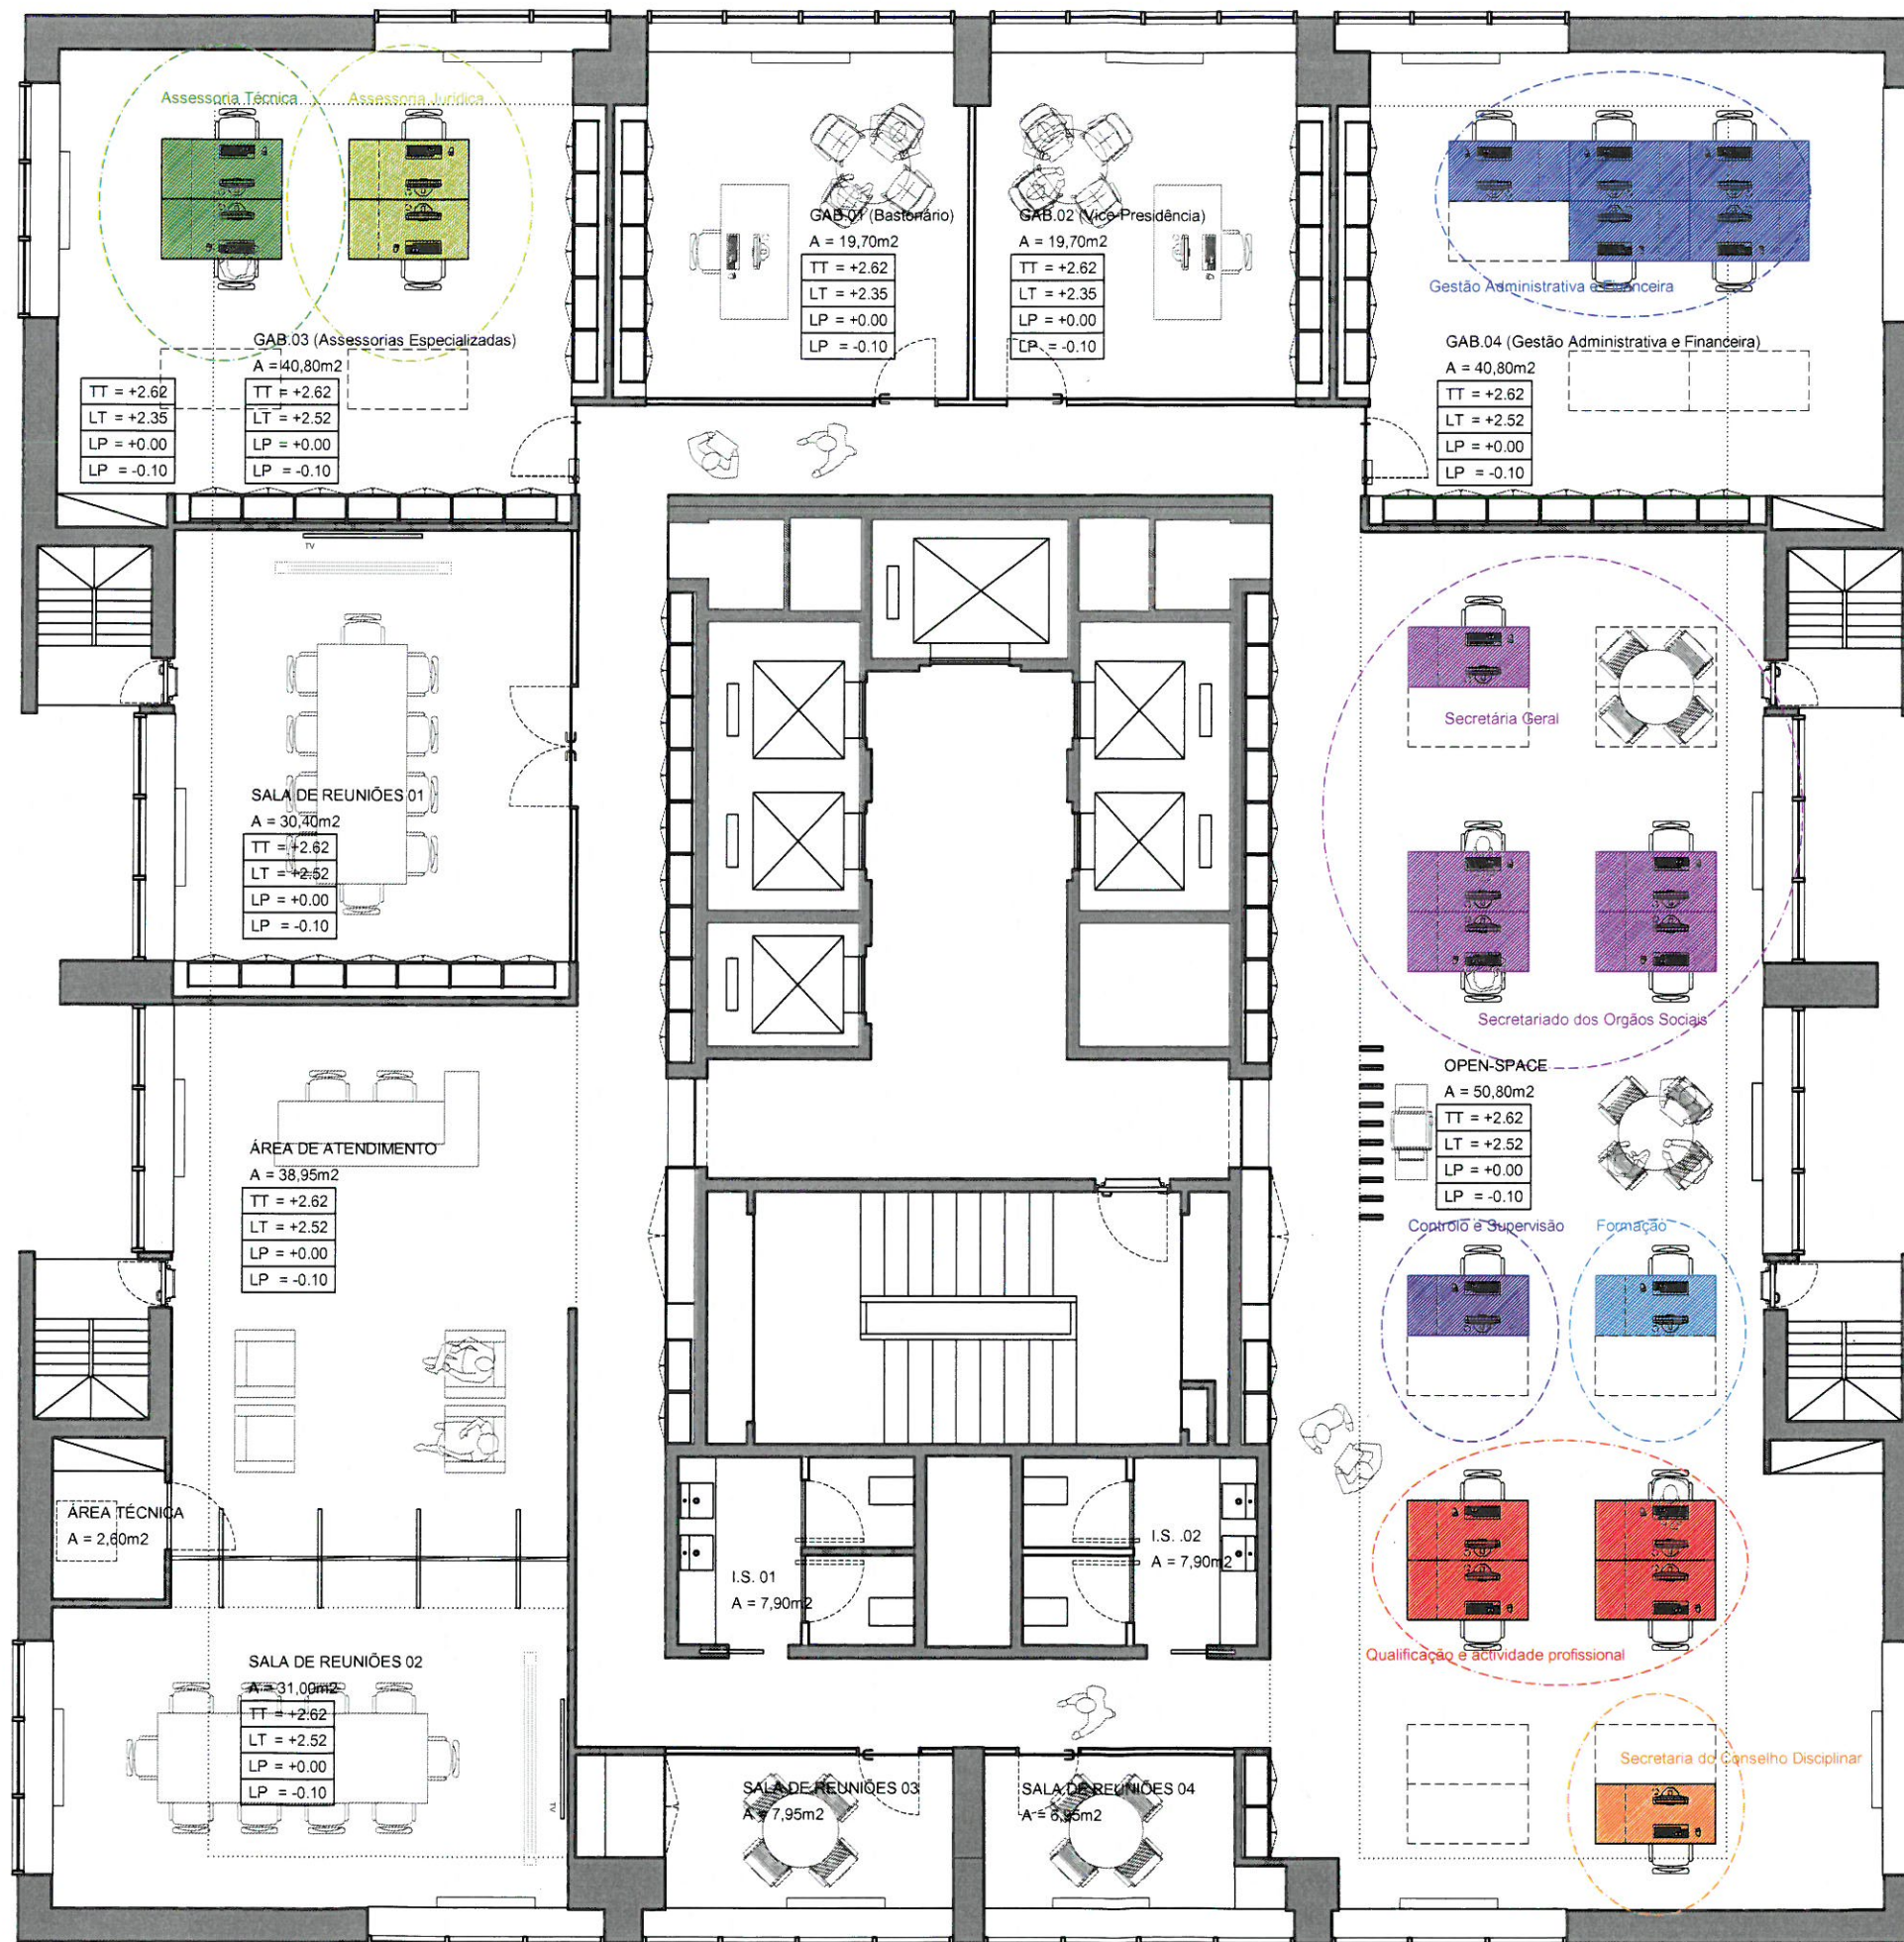 Assessoria Técnica
Assessoria Jurídica
GAB.03 (Assessorias Especializadas)
A = 40,80m2
TT = +2.62
LT = +2.35
LP = +0.00
LP = -0.10
TT = +2.62
LT = +2.52
LP = +0.00
LP = -0.10
GAB.01 (Bastonário)
A = 19,70m2
TT = +2.62
LT = +2.35
LP = +0.00
LP = -0.10
GAB.02 (Vice-Presidência)
A = 19,70m2
TT = +2.62
LT = +2.35
LP = +0.00
LP = -0.10
Gestão Administrativa e Financeira
GAB.04 (Gestão Administrativa e Financeira)
A = 40,80m2
TT = +2.62
LT = +2.52
LP = +0.00
LP = -0.10
TV
SALA DE REUNIÕES 01
A = 30,40m2
TT = +2.62
LT = +2.52
LP = +0.00
LP = -0.10
Secretária Geral
Secretariado dos Orgãos Sociais
OPEN-SPACE
A = 50,80m2
TT = +2.62
LT = +2.52
LP = +0.00
LP = -0.10
ÁREA DE ATENDIMENTO
A = 38,95m2
TT = +2.62
LT = +2.52
LP = +0.00
LP = -0.10
Controlo e Supervisão
Formação
ÁREA TÉCNICA
A = 2,60m2
I.S. 01
A = 7,90m2
I.S. .02
A = 7,90m2
Qualificação e actividade profissional
SALA DE REUNIÕES 02
A = 31,00m2
TT = +2.62
LT = +2.52
LP = +0.00
LP = -0.10
TV
SALA DE REUNIÕES 03
A = 7,95m2
SALA DE REUNIÕES 04
A = 6,95m2
Secretaria do Conselho Disciplinar